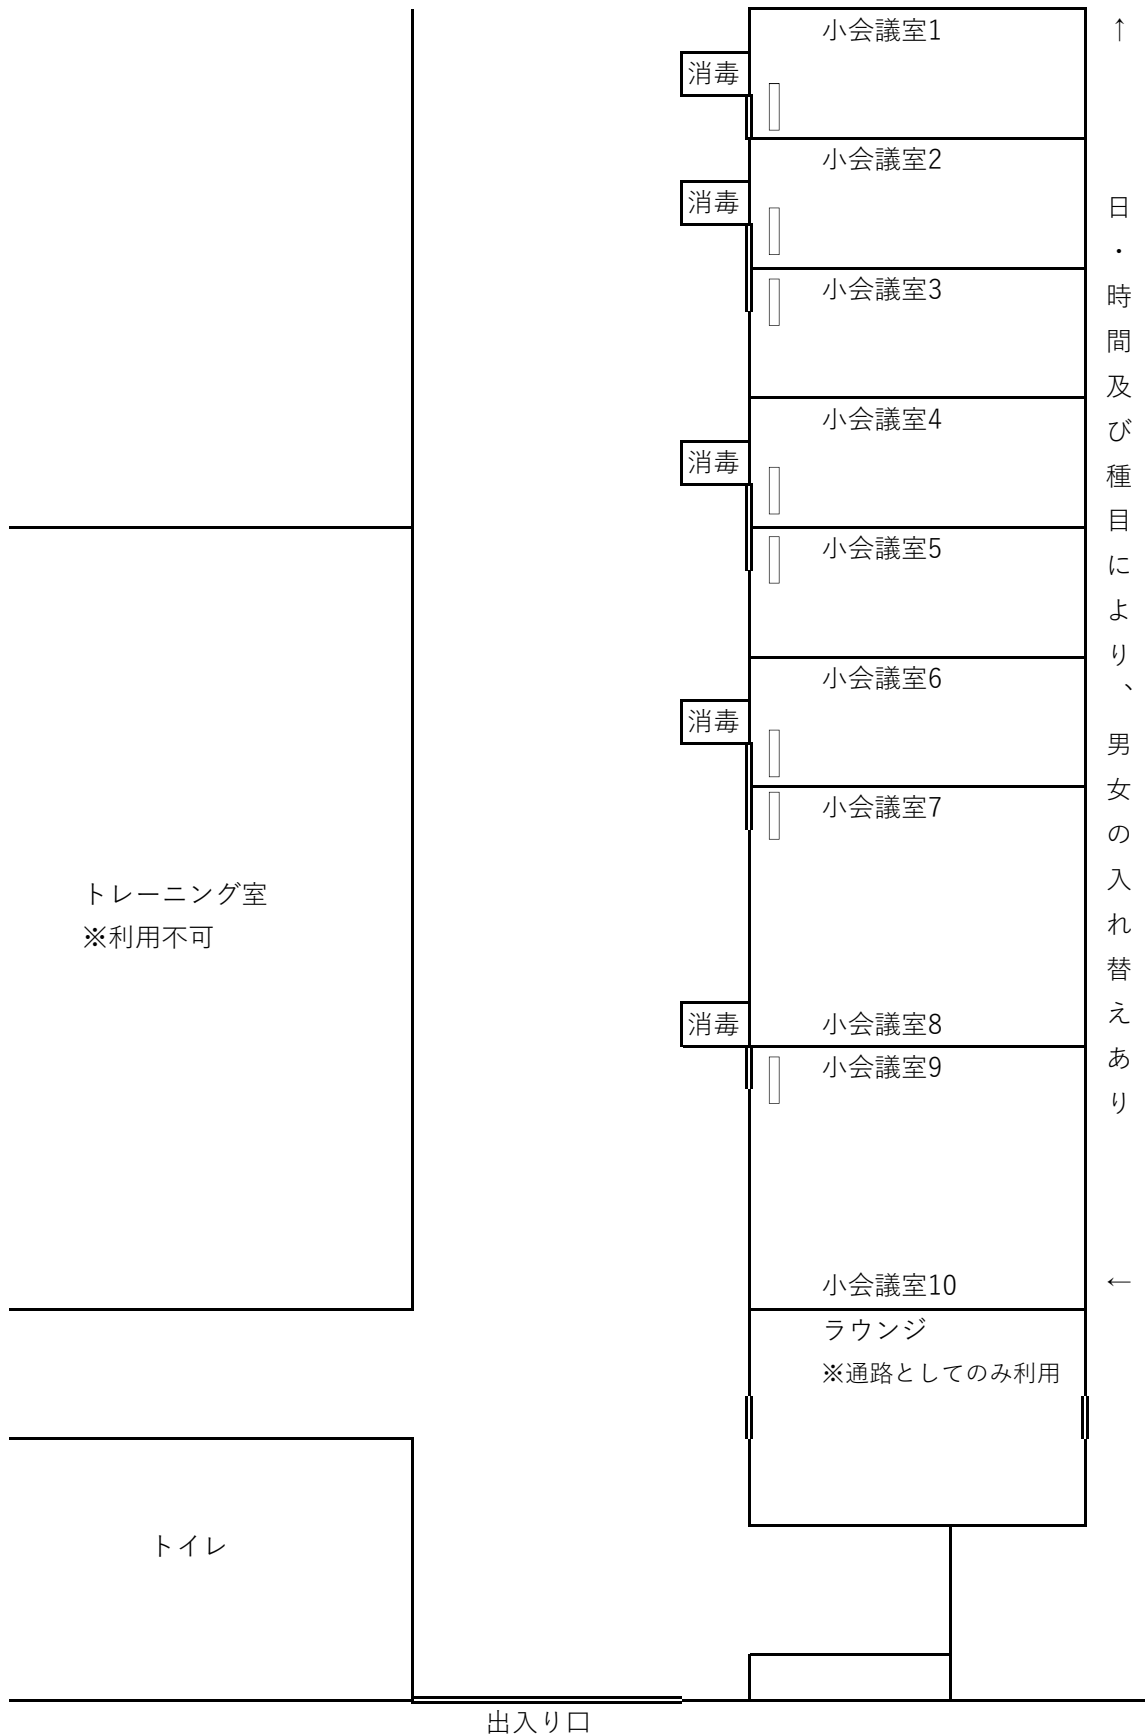 小会議室1
↑
消毒
小会議室2
消毒
小会議室3
小会議室4
消毒
小会議室5
小会議室6
消毒
小会議室7
トレーニング室
※利用不可
消毒
小会議室8
小会議室9
小会議室10
ラウンジ
※通路としてのみ利用
日・時間及び種目により、男女の入れ替えあり
←
トイレ
出入り口